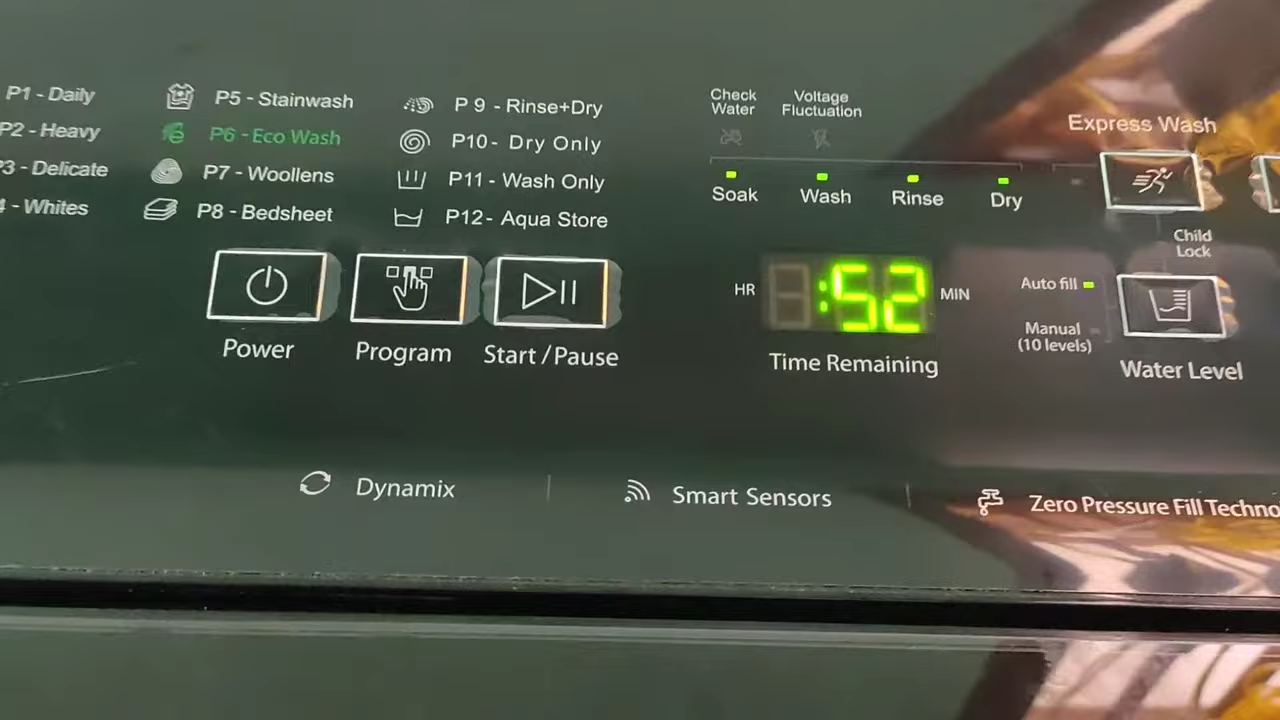 P1 - Daily
P2 - Heavy
P3 - Delicate
4 - Whites
P5 - Stainwash
P6 - Eco Wash
P7 - Woollens
P8 - Bedsheet
P 9 - Rinse+Dry
P10- Dry Only
P11 - Wash Only
P12- Aqua Store
Check Water
Voltage Fluctuation
Soak
Wash
Rinse
Dry
Express Wash
Child Lock
Power
Program
Start / Pause
HR
:52
MIN
Time Remaining
Auto fill
Manual
(10 levels)
Water Level
Dynamix
Smart Sensors
Zero Pressure Fill Techno